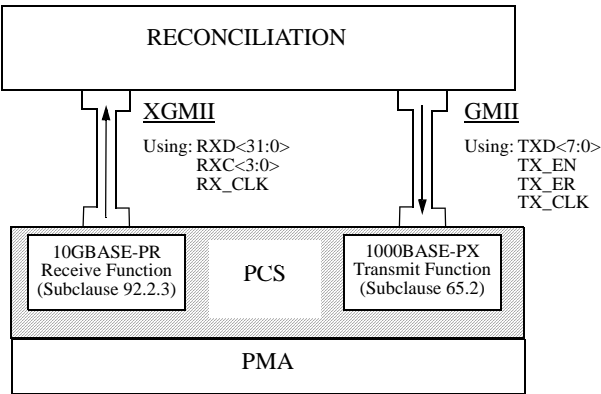 RECONCILIATION
XGMII
Using: RXD<31:0>
RXC<3:0>
RX_CLK
GMII
Using: TXD<7:0>
TX_EN
TX_ER
TX_CLK
10GBASE-PR
Receive Function
(Subclause 92.2.3)
PCS
1000BASE-PX
Transmit Function
(Subclause 65.2)
PMA